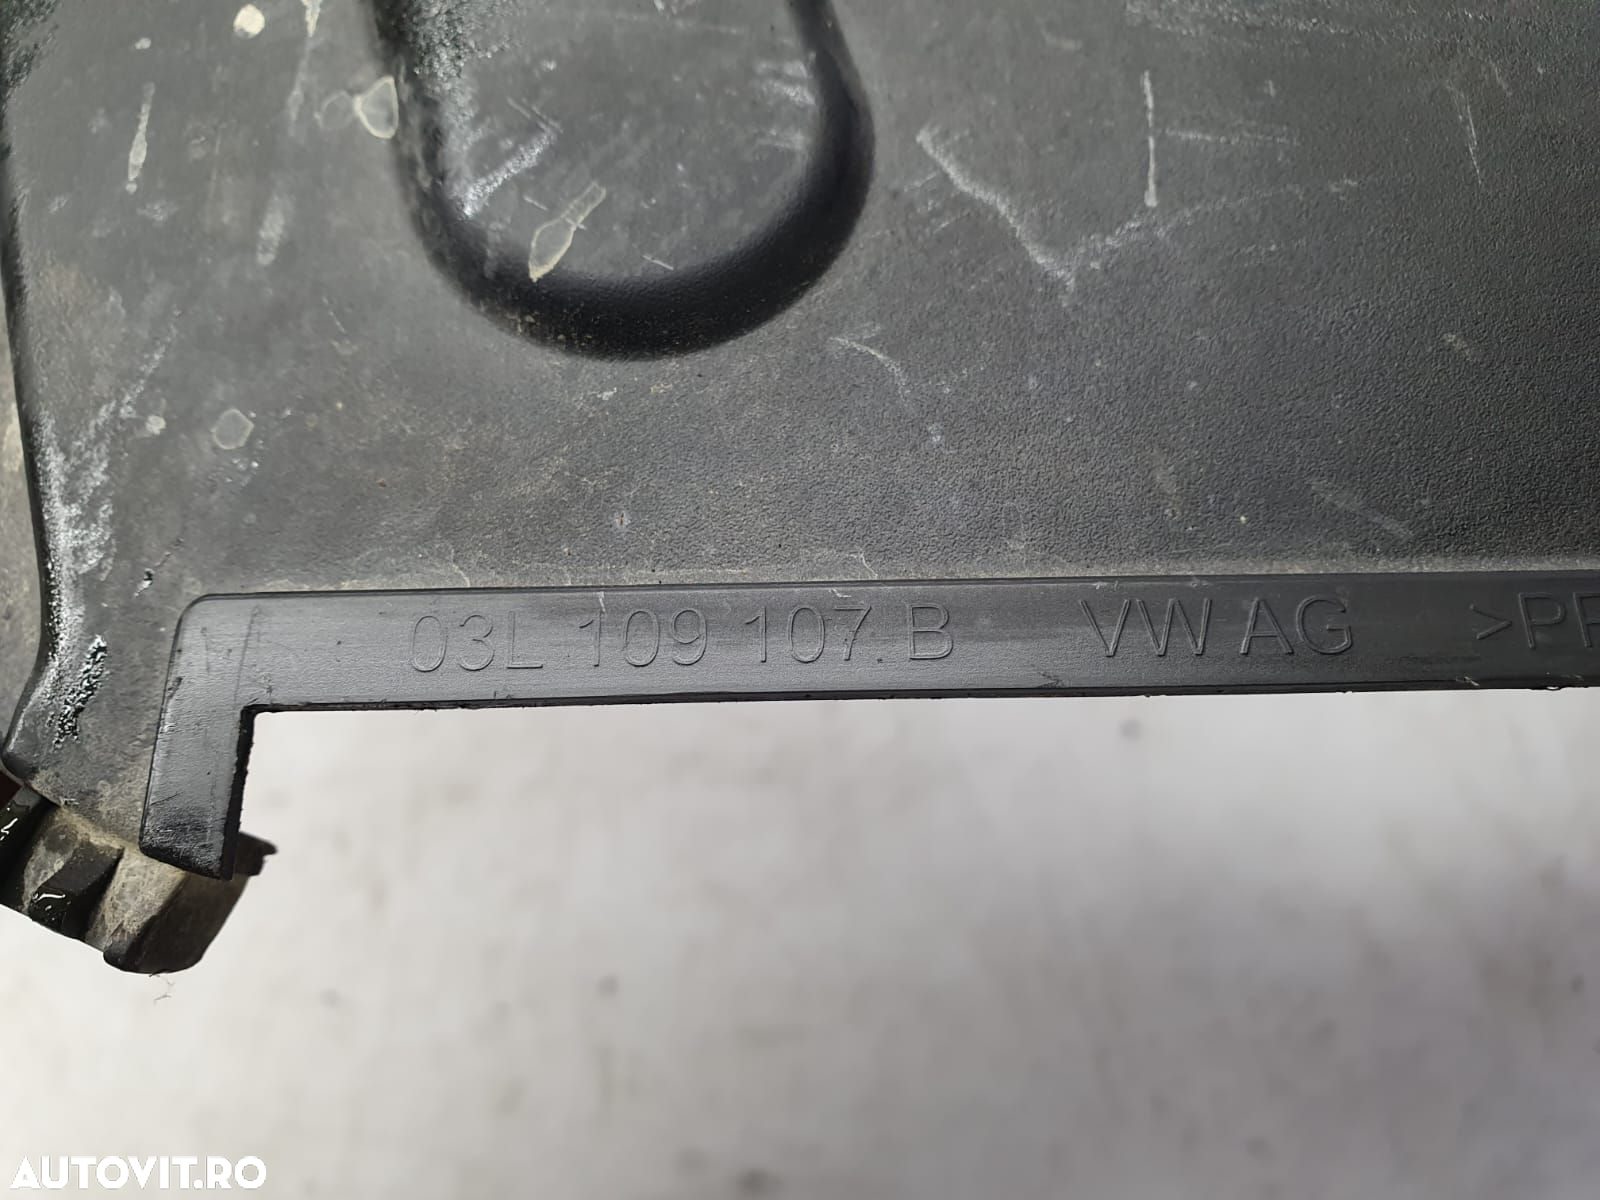 03L 109 107 B VW AG >P
AUTOVIT.RO